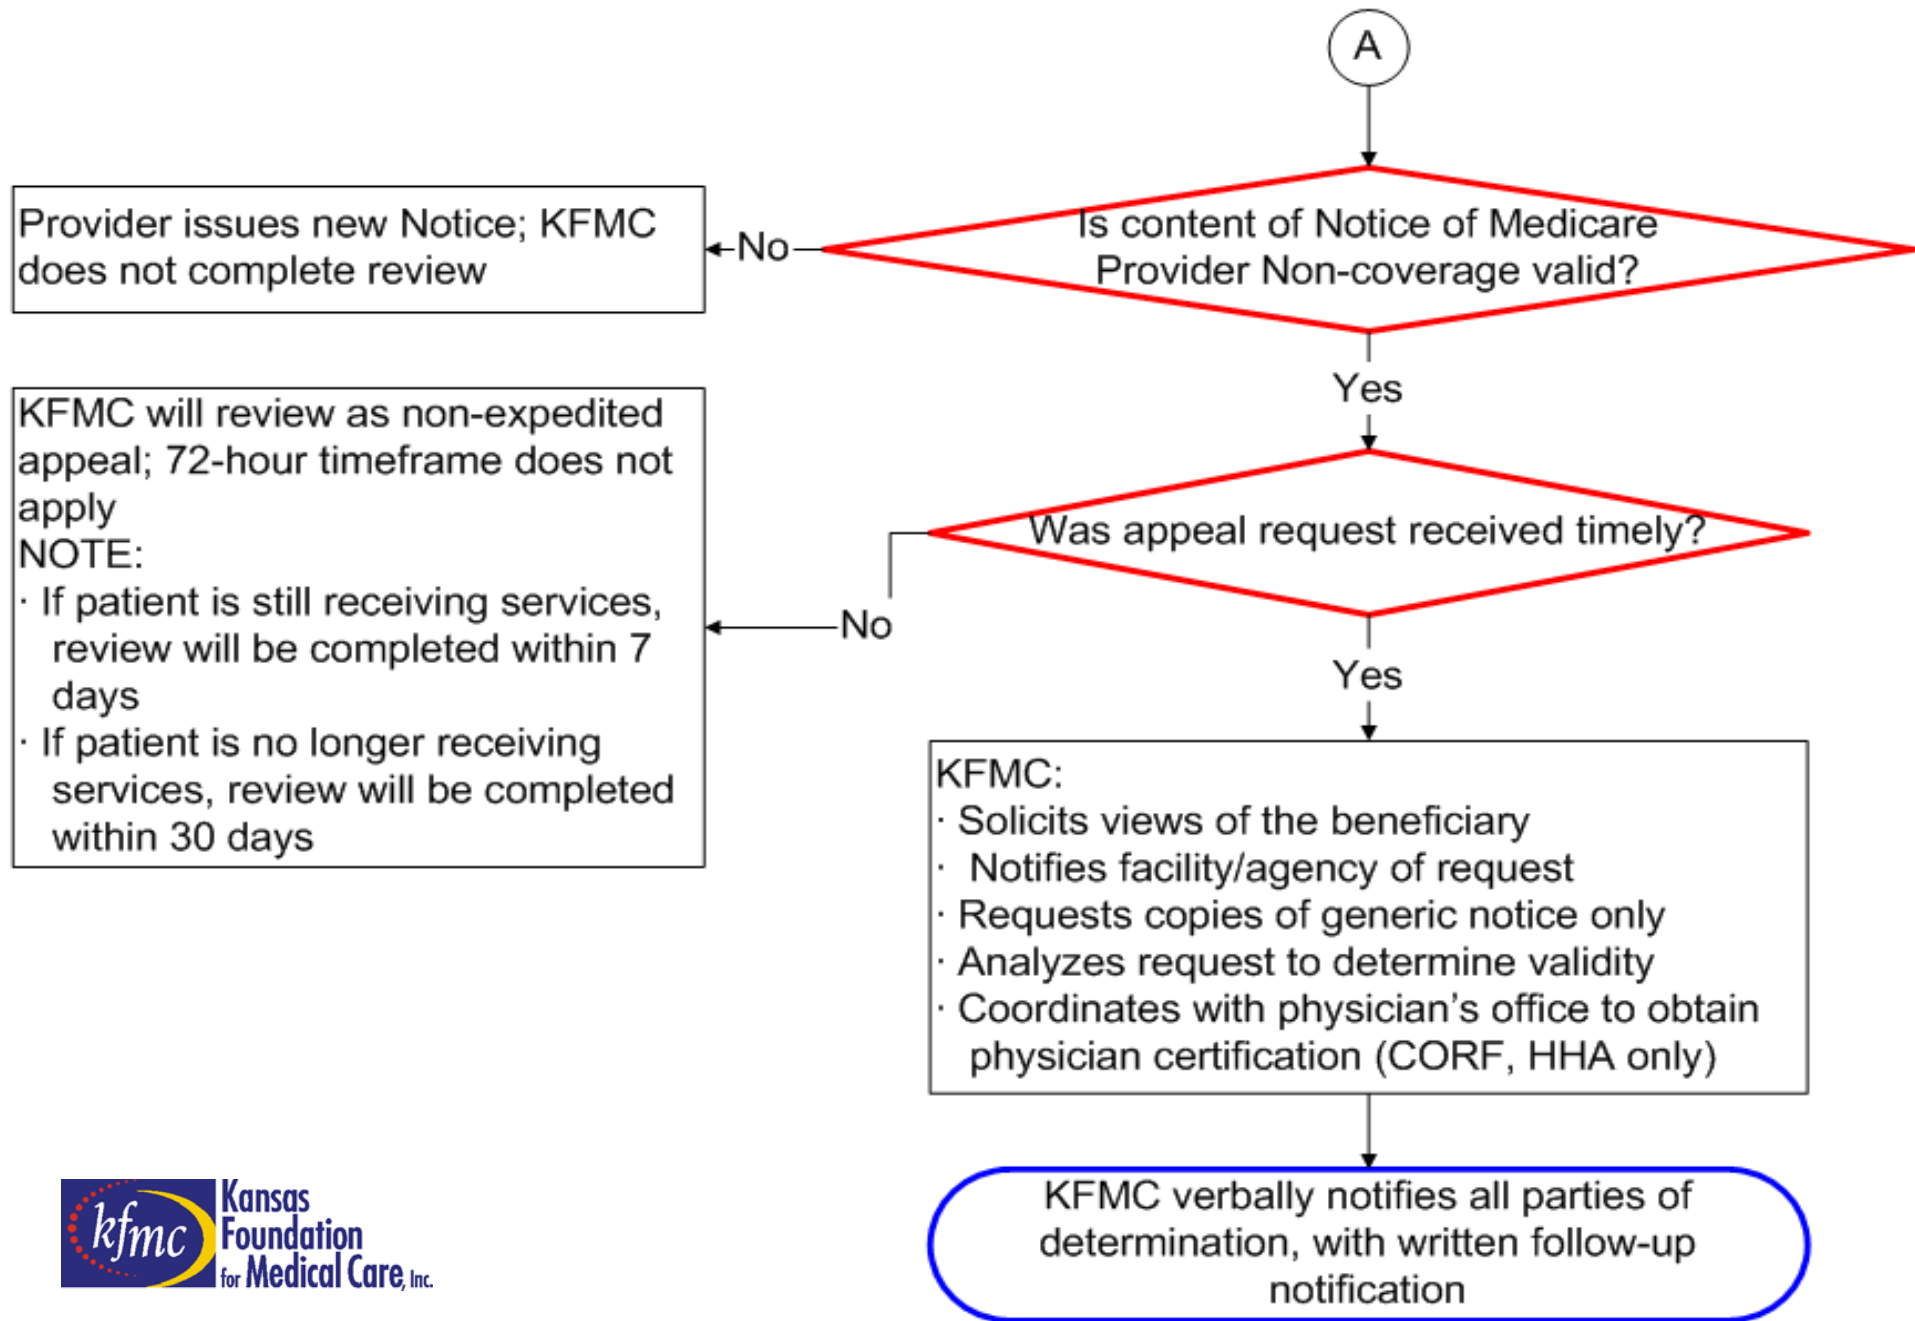 A
Is content of Notice of Medicare
Provider Non-coverage valid?
No
Provider issues new Notice; KFMC
does not complete review
Yes
Was appeal request received timely?
No
KFMC will review as non-expedited
appeal; 72-hour timeframe does not
apply
NOTE:
· If patient is still receiving services,
review will be completed within 7
days
· If patient is no longer receiving
services, review will be completed
within 30 days
Yes
KFMC:
· Solicits views of the beneficiary
· Notifies facility/agency of request
· Requests copies of generic notice only
· Analyzes request to determine validity
· Coordinates with physician’s office to obtain
physician certification (CORF, HHA only)
KFMC verbally notifies all parties of
determination, with written follow-up
notification
kfmc
Kansas
Foundation
for Medical Care, Inc.